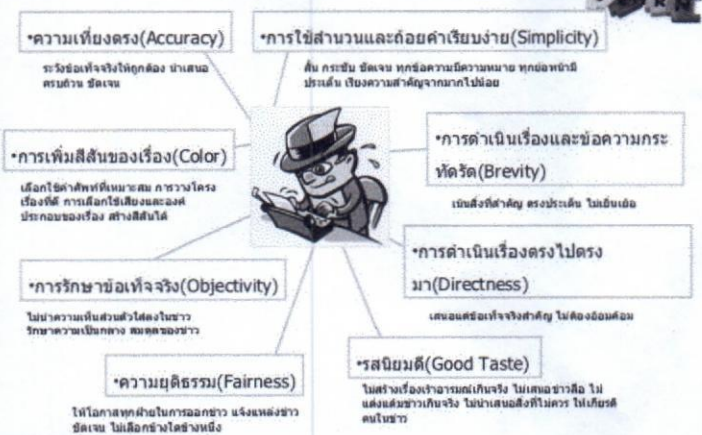 •ความเที่ยงตรง(Accuracy)
ระวังข้อเท็จจริงให้ถูกต้อง นำเสนอ
ครบถ้วน ชัดเจน
•การใช้สำนวนและถ้อยคำเรียบง่าย(Simplicity)
สั้น กระชับ ชัดเจน ทุกข้อความมีความหมาย ทุกย่อหน้ามี
ประเด็น เรียงความสำคัญจากมากไปน้อย
•การเพิ่มสีสันของเรื่อง(Color)
เลือกใช้คำศัพท์ที่เหมาะสม การวางโครง
เรื่องที่ดี การเลือกใช้เสียงและองค์
ประกอบของเรื่อง สร้างสีสันได้
•การดำเนินเรื่องและข้อความกระ
ทัดรัด(Brevity)
เน้นสิ่งที่สำคัญ ตรงประเด็น ไม่เยิ่นเย้อ
•การรักษาข้อเท็จจริง(Objectivity)
ไม่นำความเห็นส่วนตัวใส่ลงในข่าว
รักษาความเป็นกลาง สมดุลของข่าว
•การดำเนินเรื่องตรงไปตรง
มา(Directness)
เสนอแต่ข้อเท็จจริงสำคัญ ไม่ต้องอ้อมค้อม
•ความยุติธรรม(Fairness)
ให้โอกาสทุกฝ่ายในการออกข่าว แจ้งแหล่งข่าว
ชัดเจน ไม่เลือกข้างใดข้างหนึ่ง
•รสนิยมดี(Good Taste)
ไม่สร้างเรื่องเร้าอารมณ์เกินจริง ไม่เสนอข่าวลือ ไม่
แต่งแต้มข่าวเกินจริง ไม่นำเสนอสิ่งที่ไม่ควร ให้เกียรติ
คนในข่าว